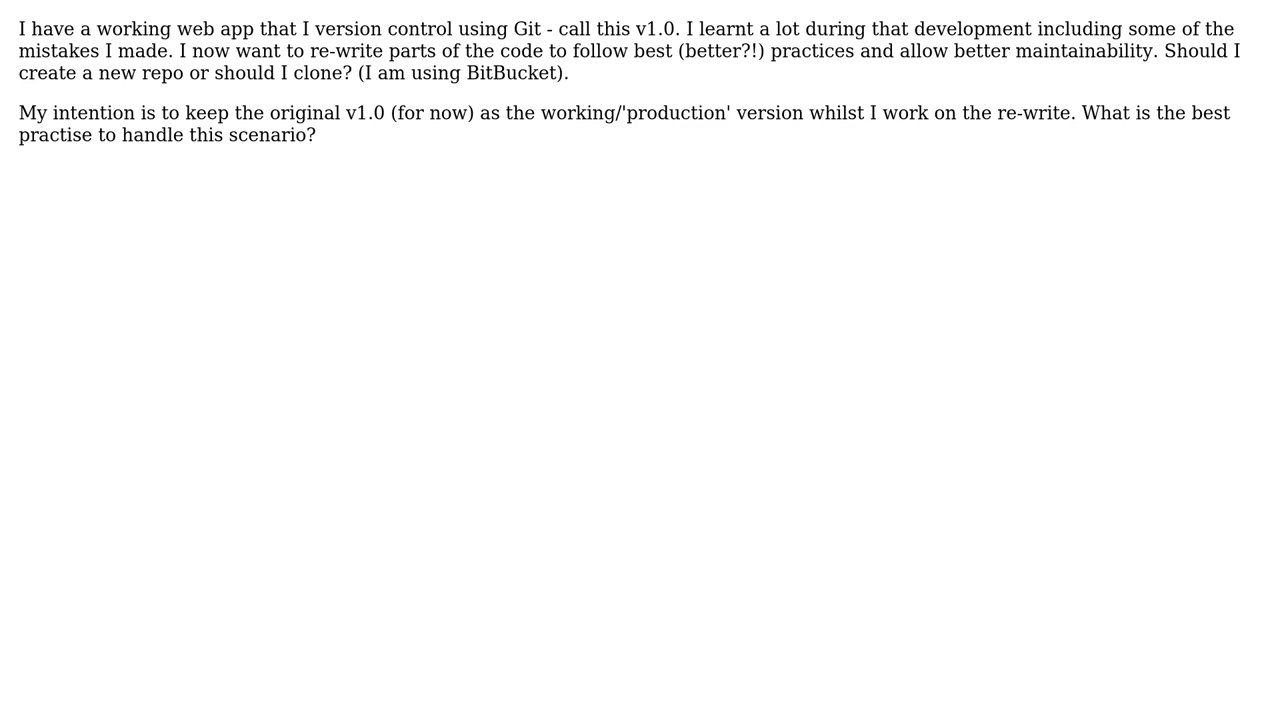 I have a working web app that I version control using Git - call this v1.0. I learnt a lot during that development including some of the
mistakes I made. I now want to re-write parts of the code to follow best (better?!) practices and allow better maintainability. Should I
create a new repo or should I clone? (I am using BitBucket).
My intention is to keep the original v1.0 (for now) as the working/'production' version whilst I work on the re-write. What is the best
practise to handle this scenario?